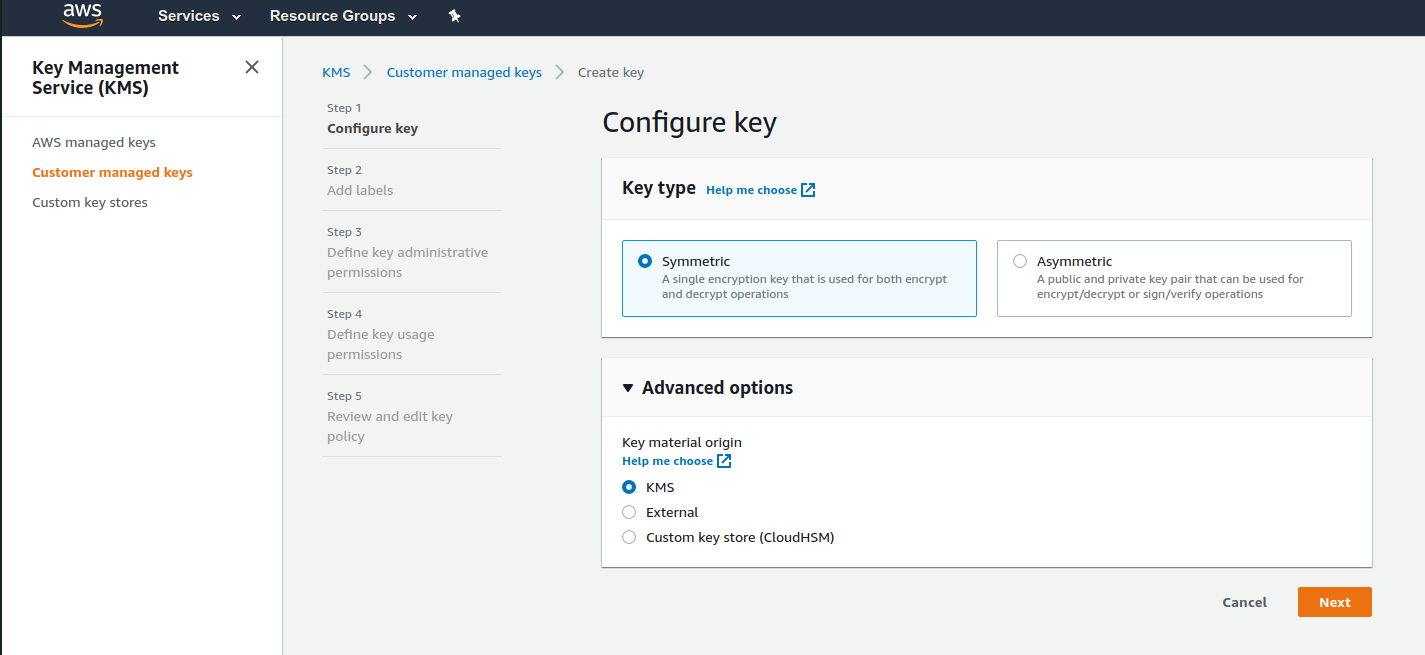 aws
Services
Resource Groups
Key Management
Service (KMS)
AWS managed keys
Customer managed keys
Custom key stores
KMS
Customer managed keys
Create key
Step 1
Configure key
Step 2
Add labels
Step 3
Define key administrative
permissions
Step 4
Define key usage
permissions
Step 5
Review and edit key
policy
Configure key
Key type
Help me choose
Symmetric
A single encryption key that is used for both encrypt
and decrypt operations
Asymmetric
A public and private key pair that can be used for
encrypt/decrypt or sign/verify operations
Advanced options
Key material origin
Help me choose
KMS
External
Custom key store (CloudHSM)
Cancel
Next